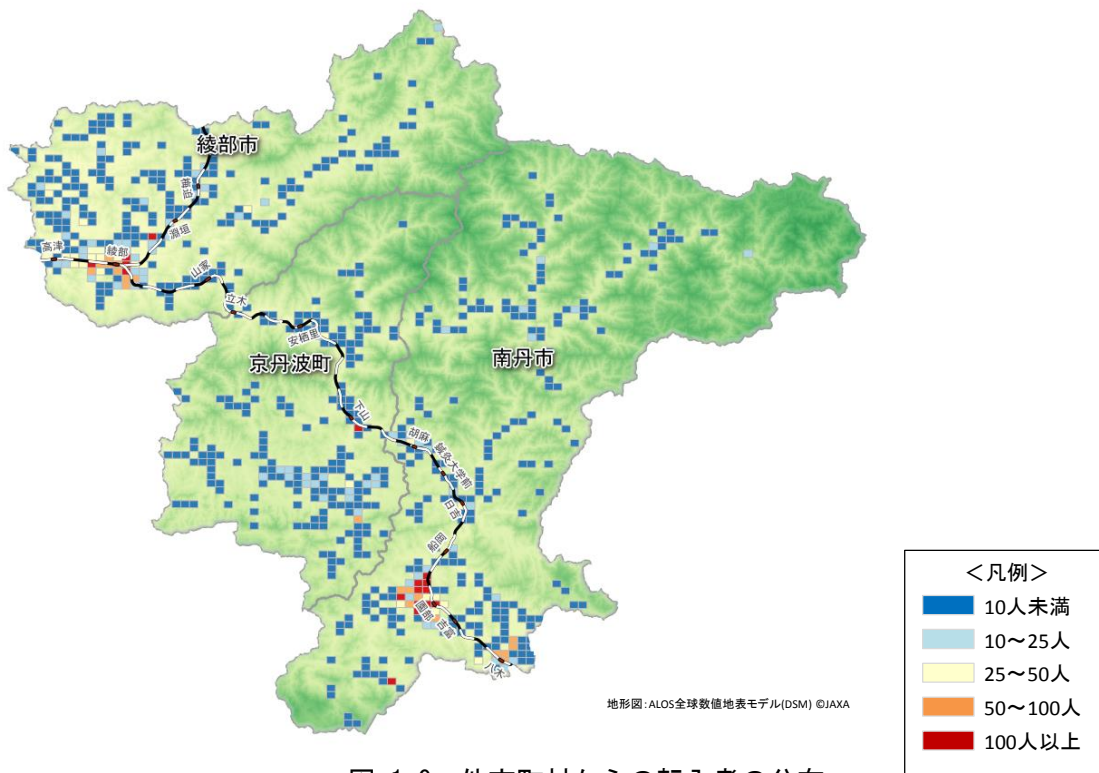 綾部市
梅迫
淵垣
高津
綾部
山家
立木
安栖里
京丹波町
南丹市
下山
胡麻
鍼灸大学前
日吉
船岡
園部
吉富
八木
地形図:ALOS全球数値地表モデル(DSM) ©JAXA
<凡例>
10人未満
10~25人
25~50人
50~100人
100人以上